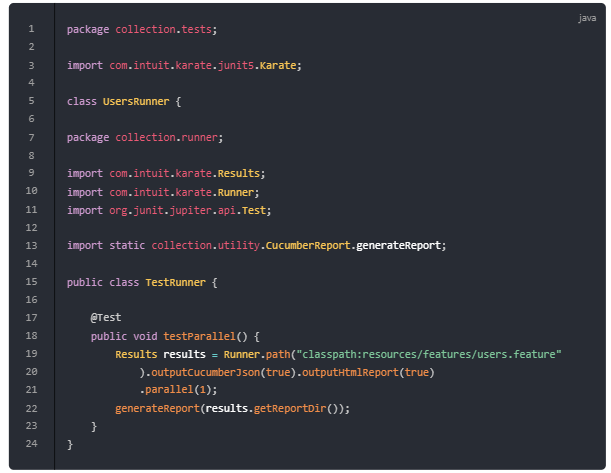 java
1 package collection.tests;
2
3 import com.intuit.karate.junit5.Karate;
4
5 class UsersRunner {
6
7 package collection.runner;
8
9 import com.intuit.karate.Results;
10 import com.intuit.karate.Runner;
11 import org.junit.jupiter.api.Test;
12
13 import static collection.utility.CucumberReport.generateReport;
14
15 public class TestRunner {
16
17     @Test
18     public void testParallel() {
19         Results results = Runner.path("classpath:resources/features/users.feature"
20             ).outputCucumberJson(true).outputHtmlReport(true)
21             .parallel(1);
22         generateReport(results.getReportDir());
23     }
24 }